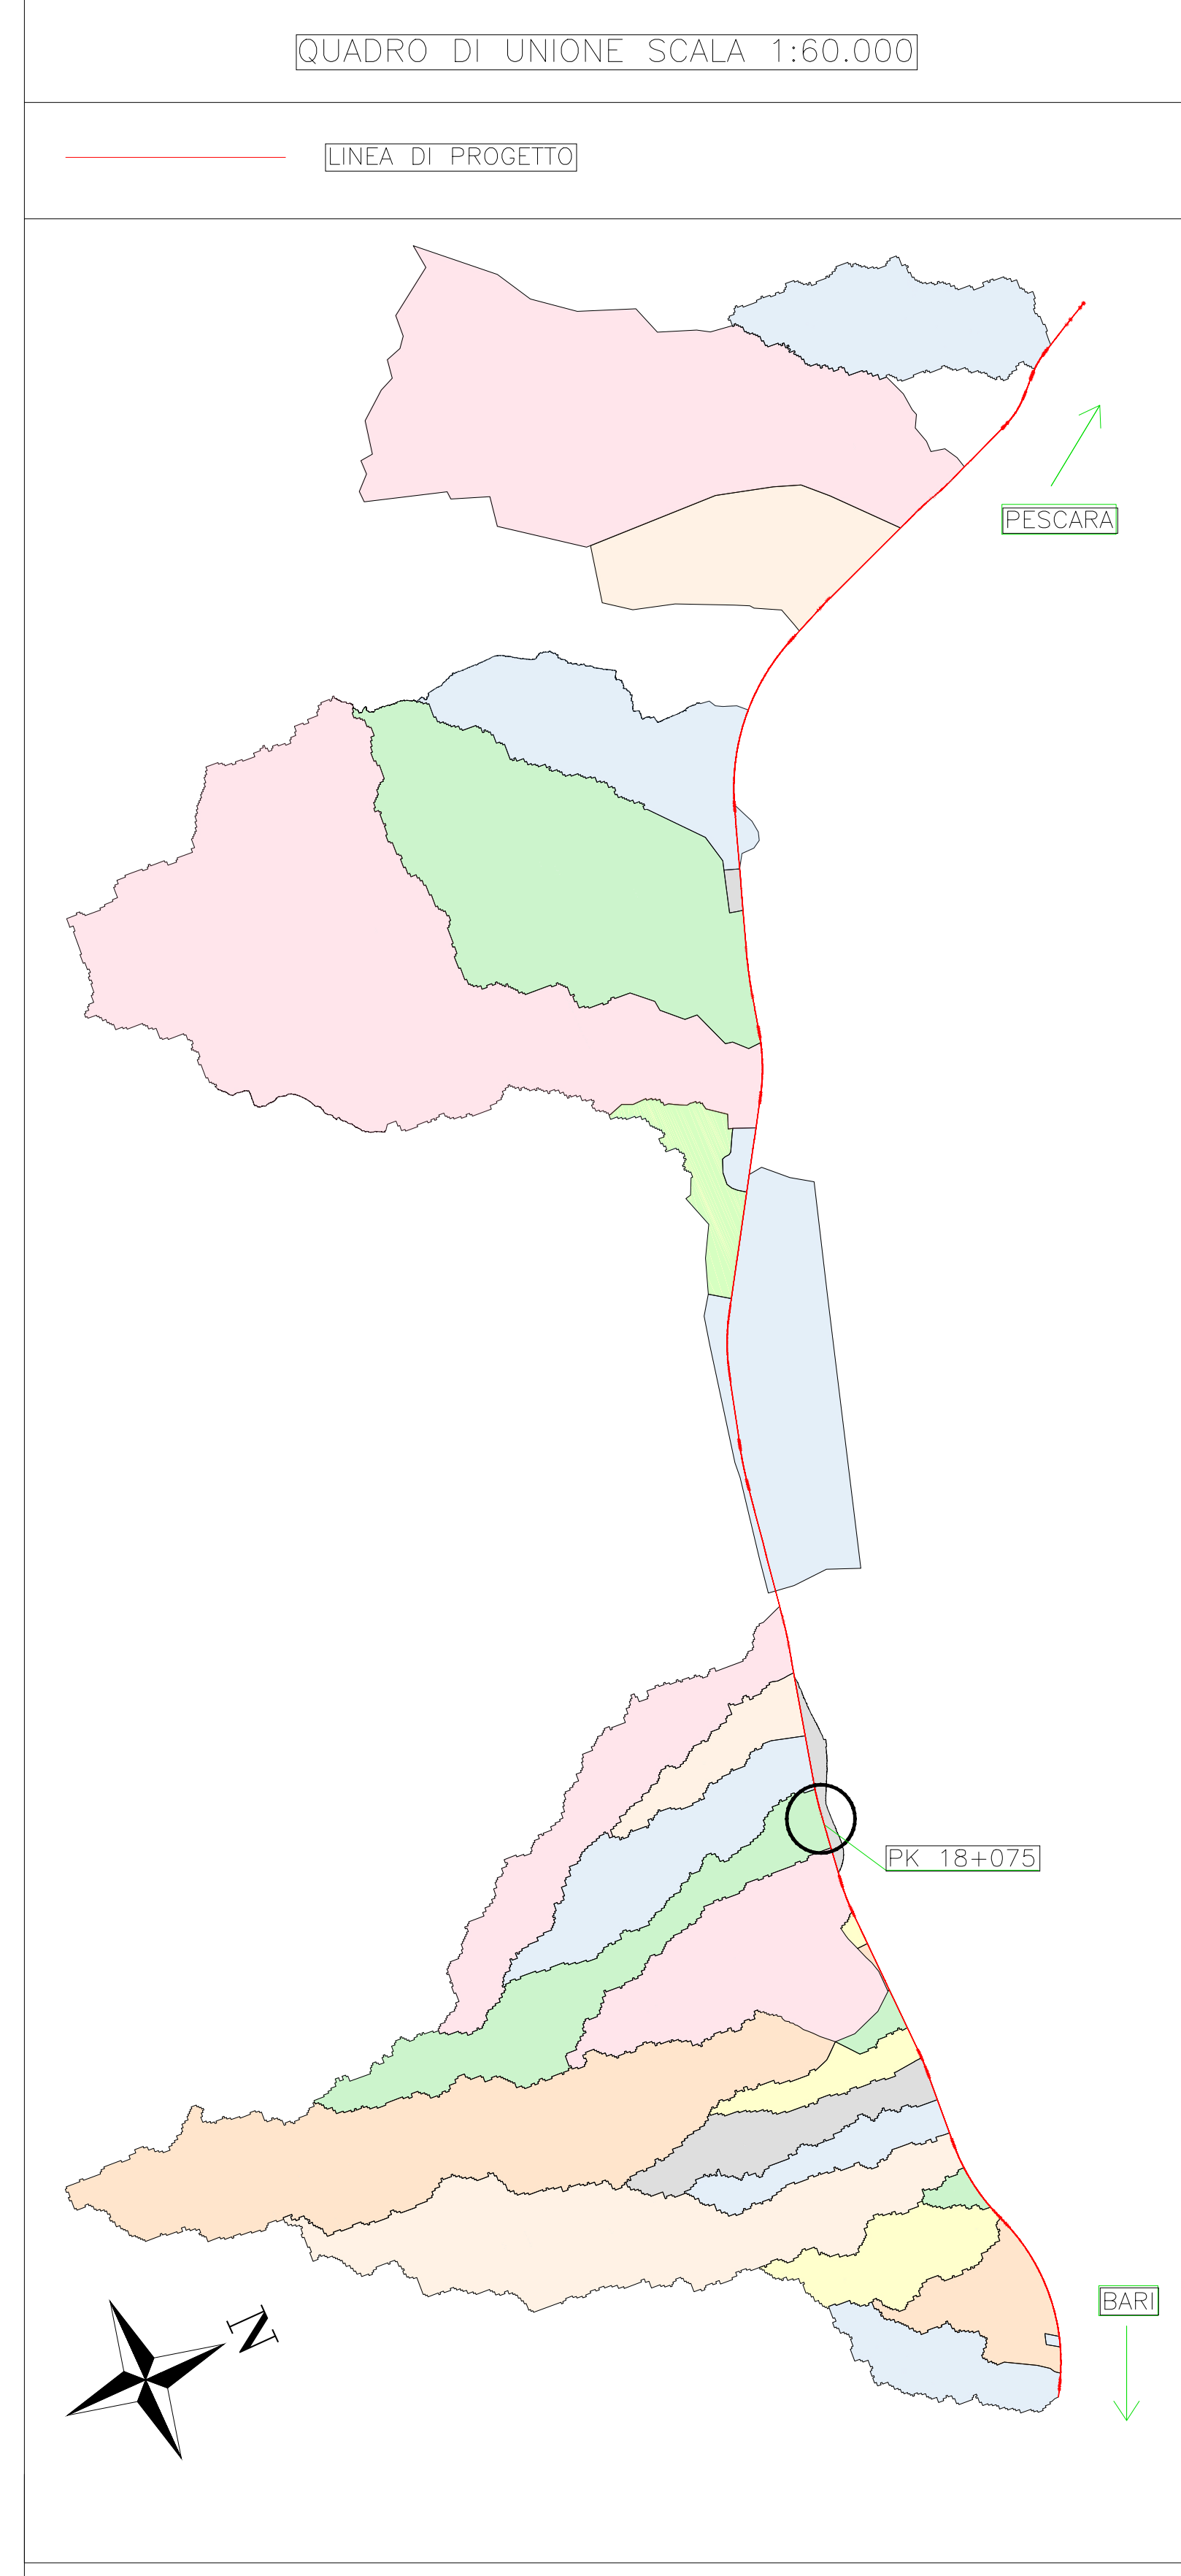 QUADRO DI UNIONE SCALA 1:60.000
LINEA DI PROGETTO
PESCARA
PK 18+075
BARI
N